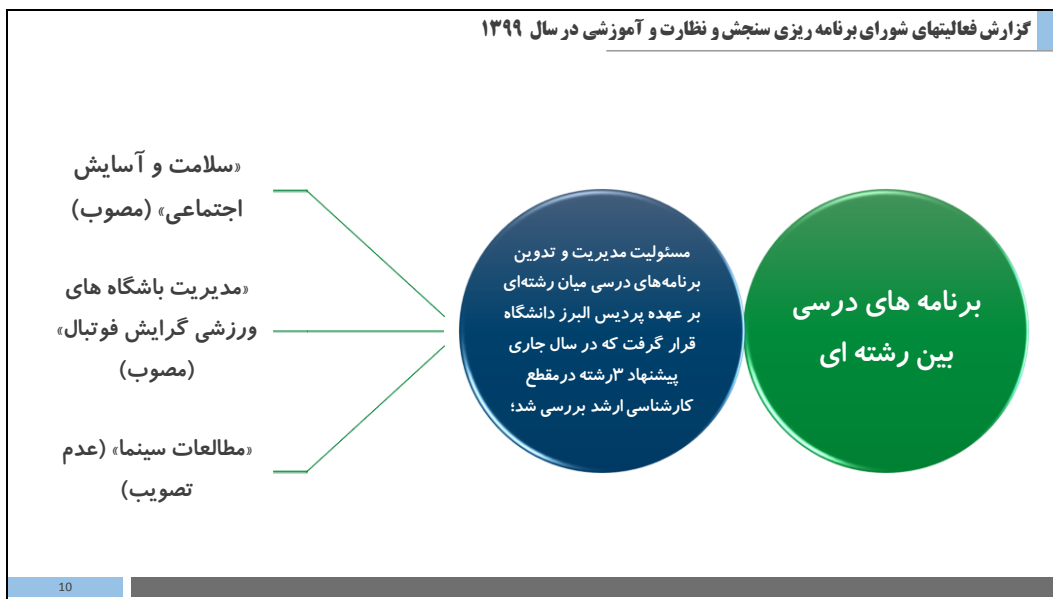 گزارش فعالیتهای شورای برنامه ریزی سنجش و نظارت و آموزشی در سال ۱۳۹۹
برنامه های درسی
بین رشته ای
مسئولیت مدیریت و تدوین
برنامه‌های درسی میان رشته‌ای
بر عهده پردیس البرز دانشگاه
قرار گرفت که در سال جاری
پیشنهاد ۳رشته درمقطع
کارشناسی ارشد بررسی شد؛
«سلامت و آسایش
اجتماعی» (مصوب)
«مدیریت باشگاه های
ورزشی گرایش فوتبال»
(مصوب)
«مطالعات سینما» (عدم
تصویب)
10